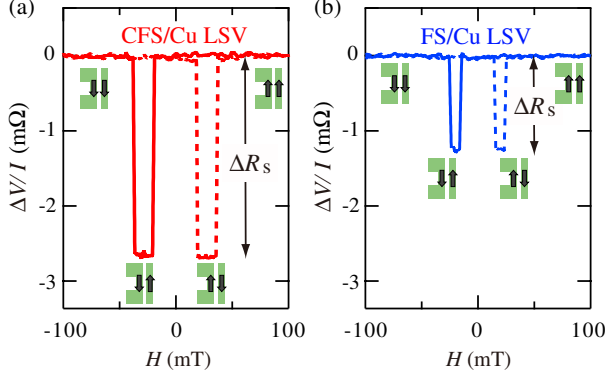 (a)
CFS/Cu LSV
0
-1
-2
-3
ΔV/I (mΩ)
ΔRs
-100
0
100
H (mT)
(b)
FS/Cu LSV
0
-1
-2
-3
ΔV/I (mΩ)
ΔRs
-100
0
100
H (mT)